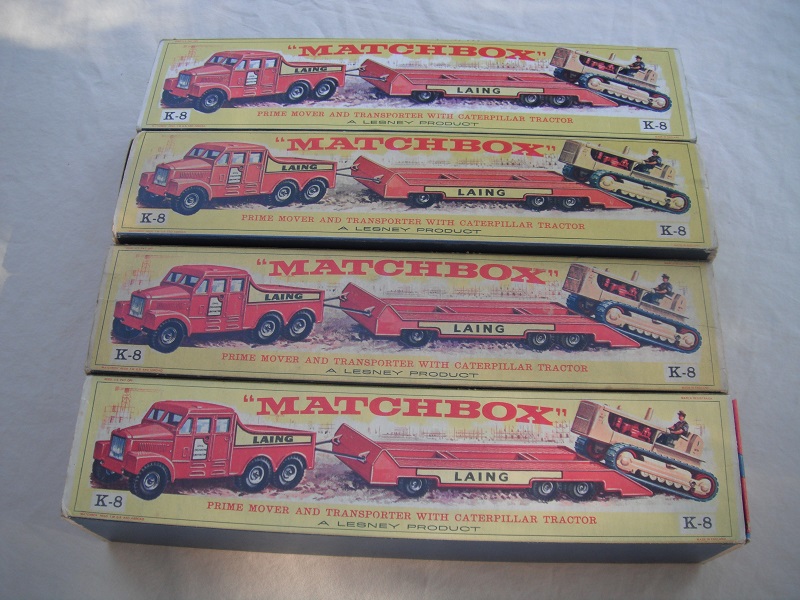 "MATCHBOX"
LAING
LAING
K-8
PRIME MOVER AND TRANSPORTER WITH CATERPILLAR TRACTOR
K-8
A LESNEY PRODUCT
"MATCHBOX"
LAING
LAING
K-8
PRIME MOVER AND TRANSPORTER WITH CATERPILLAR TRACTOR
K-8
A LESNEY PRODUCT
"MATCHBOX"
LAING
LAING
K-8
PRIME MOVER AND TRANSPORTER WITH CATERPILLAR TRACTOR
K-8
A LESNEY PRODUCT
"MATCHBOX"
LAING
LAING
K-8
PRIME MOVER AND TRANSPORTER WITH CATERPILLAR TRACTOR
K-8
A LESNEY PRODUCT